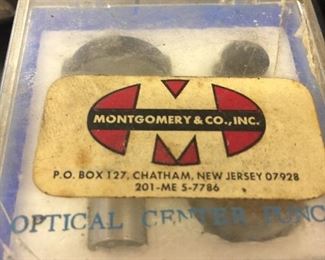 MONTGOMERY & CO., INC.
P.O. BOX 127, CHATHAM, NEW JERSEY 07928
201-ME 5-7786
OPTICAL CENTER PUNC